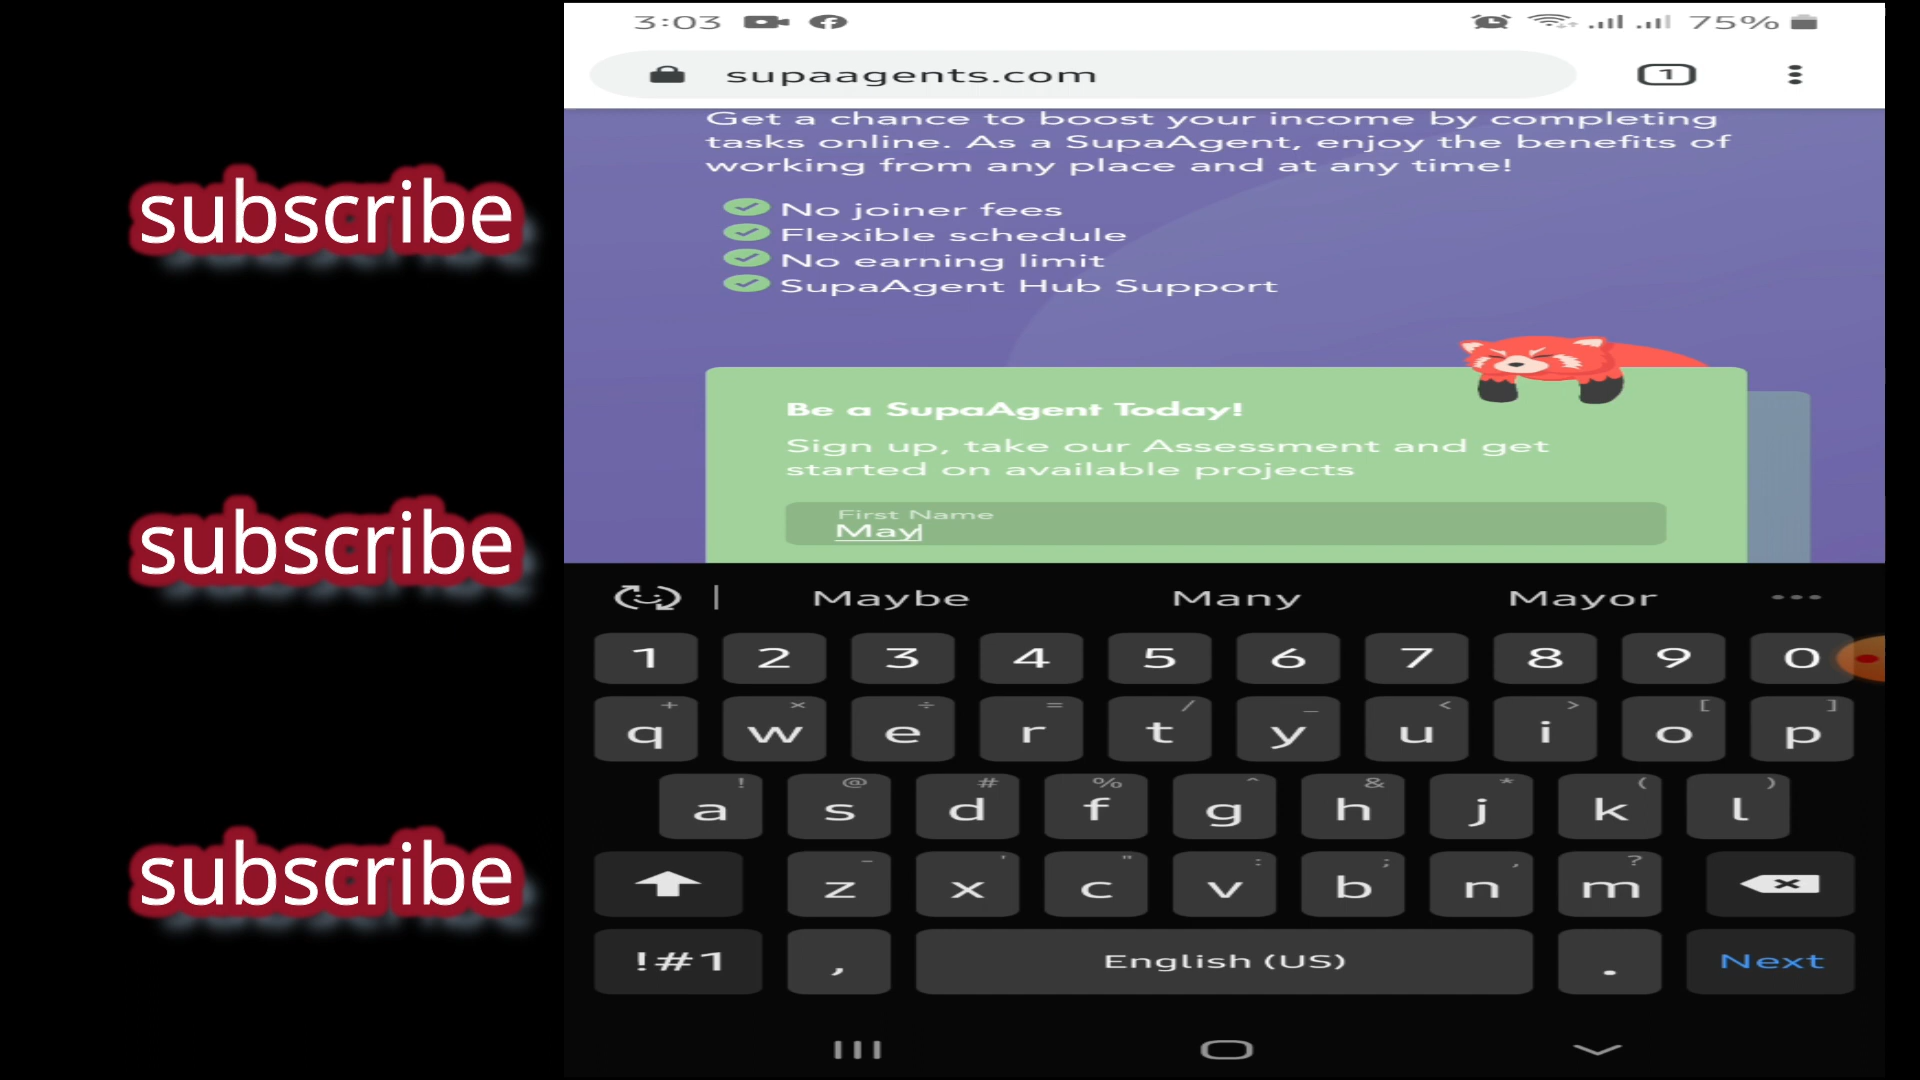 subscribe
subscribe
subscribe
3:03
75%
supaagents.com
1
Get a chance to boost your income by completing
tasks online. As a SupaAgent, enjoy the benefits of
working from any place and at any time!
No joiner fees
Flexible schedule
No earning limit
SupaAgent Hub Support
Be a SupaAgent Today!
Sign up, take our Assessment and get
started on available projects
First Name
May
Maybe Many Mayor
1 2 3 4 5 6 7 8 9 0
+ × ÷ = / _ < > [ ]
q w e r t y u i o p
! @ # % ^ & * ( )
a s d f g h j k l
- ' " : ; , ?
z x c v b n m
!#1 , English (US) . Next